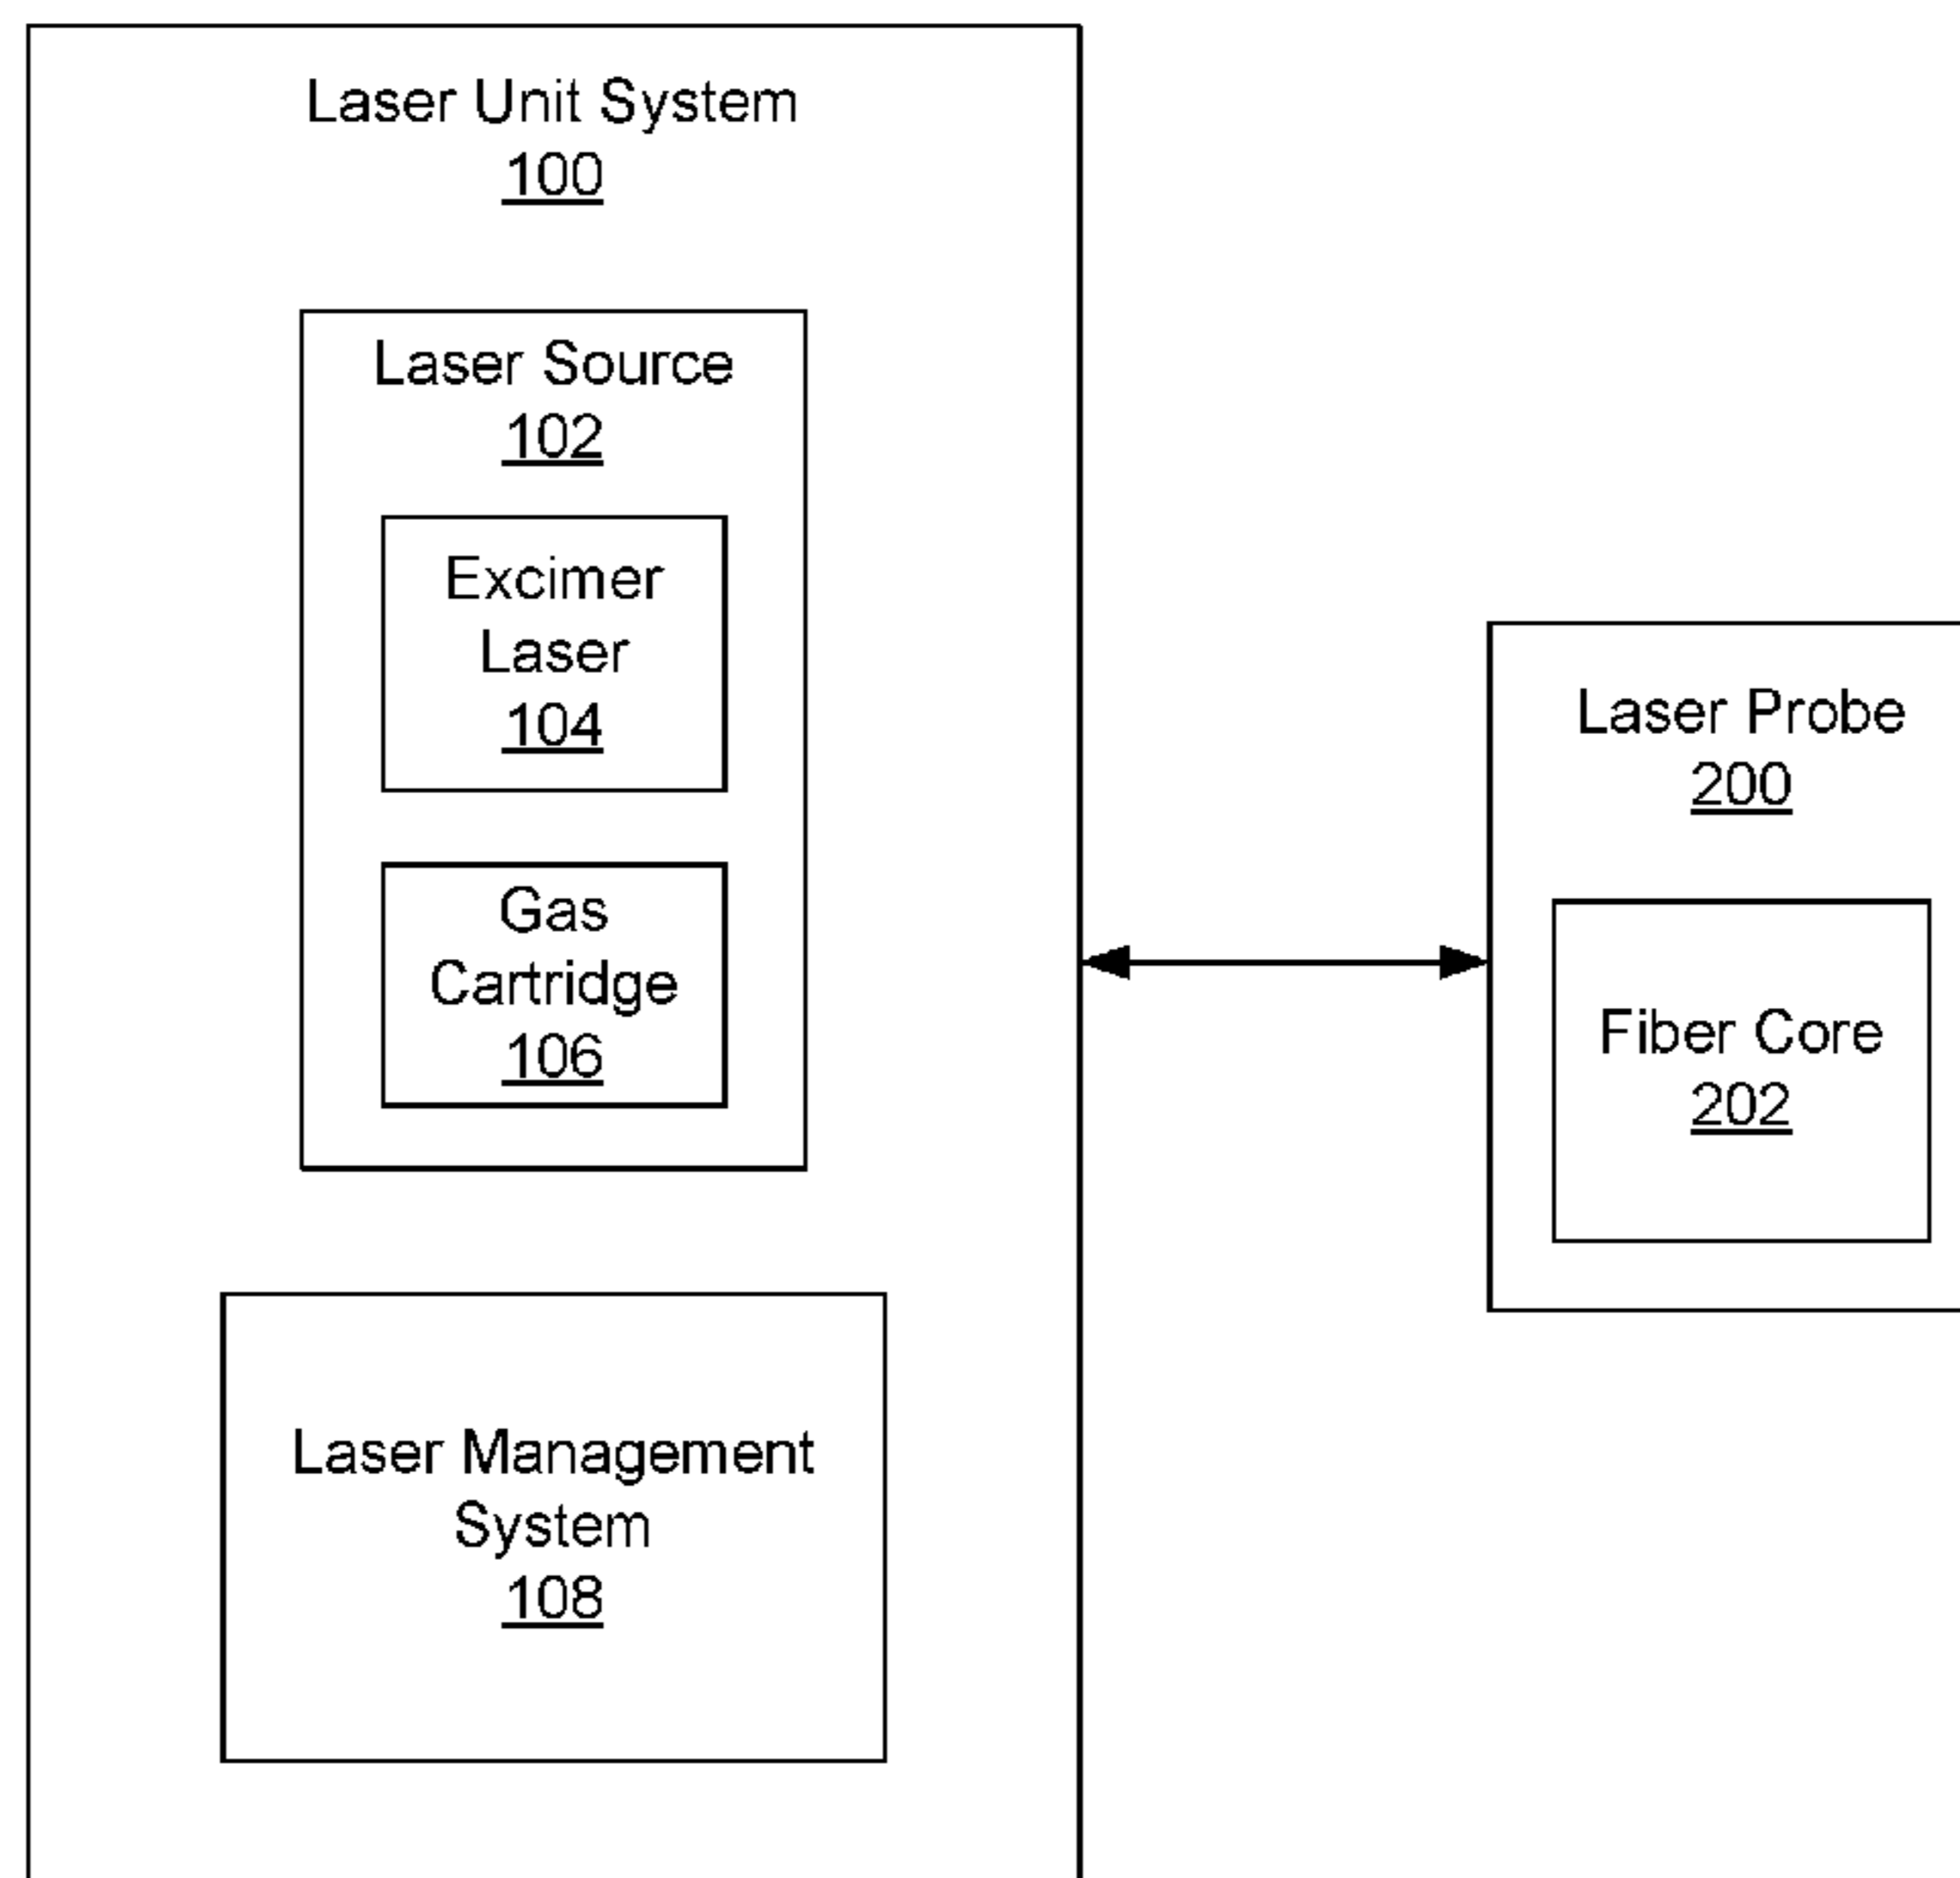 Laser Unit System
100
Laser Source
102
Excimer
Laser
104
Gas
Cartridge
106
Laser Management
System
108
Laser Probe
200
Fiber Core
202